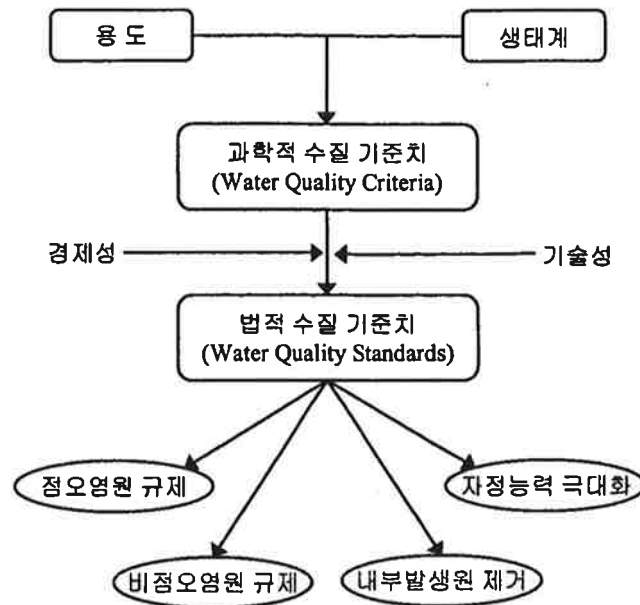 용 도
생태계
과학적 수질 기준치
(Water Quality Criteria)
경제성
기술성
법적 수질 기준치
(Water Quality Standards)
점오염원 규제
자정능력 극대화
비점오염원 규제
내부발생원 제거